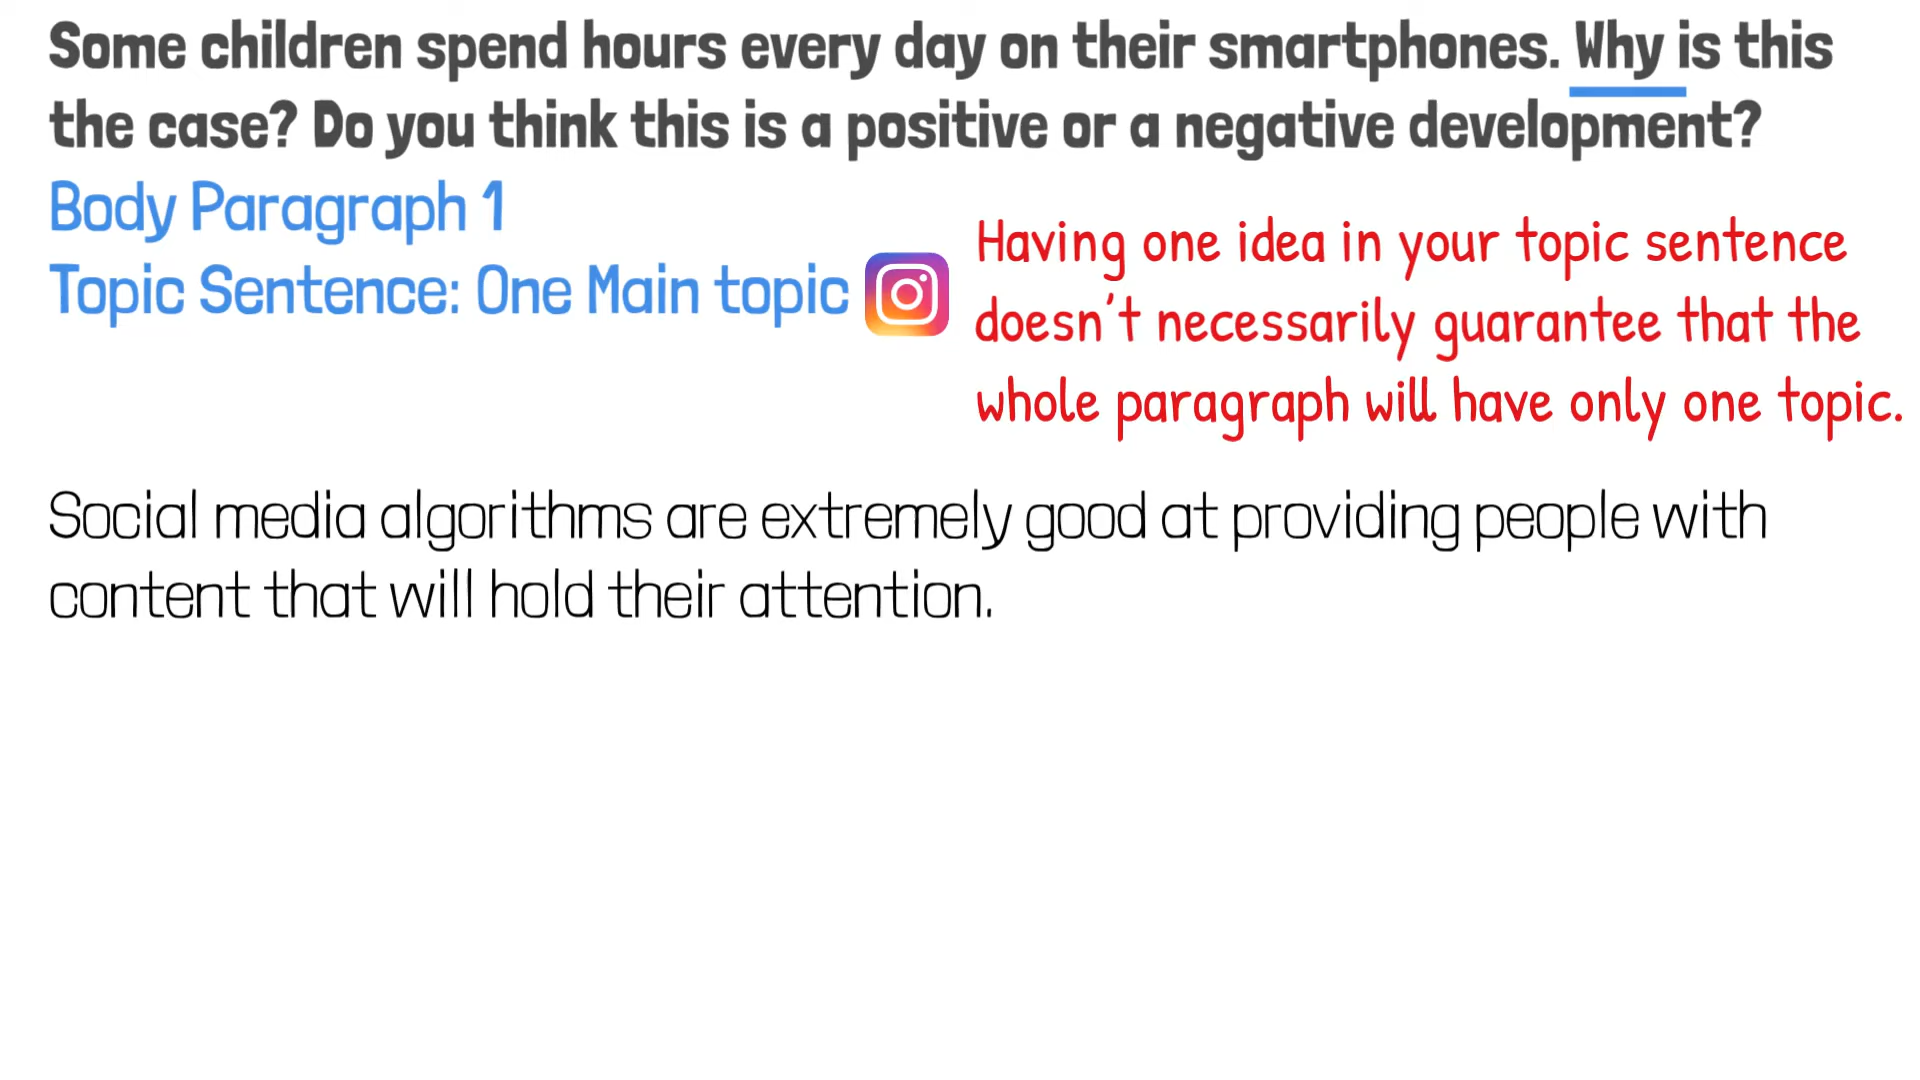 Some children spend hours every day on their smartphones. Why is this
the case? Do you think this is a positive or a negative development?
Body Paragraph 1
Topic Sentence: One Main topic
Having one idea in your topic sentence
doesn't necessarily guarantee that the
whole paragraph will have only one topic.
Social media algorithms are extremely good at providing people with
content that will hold their attention.